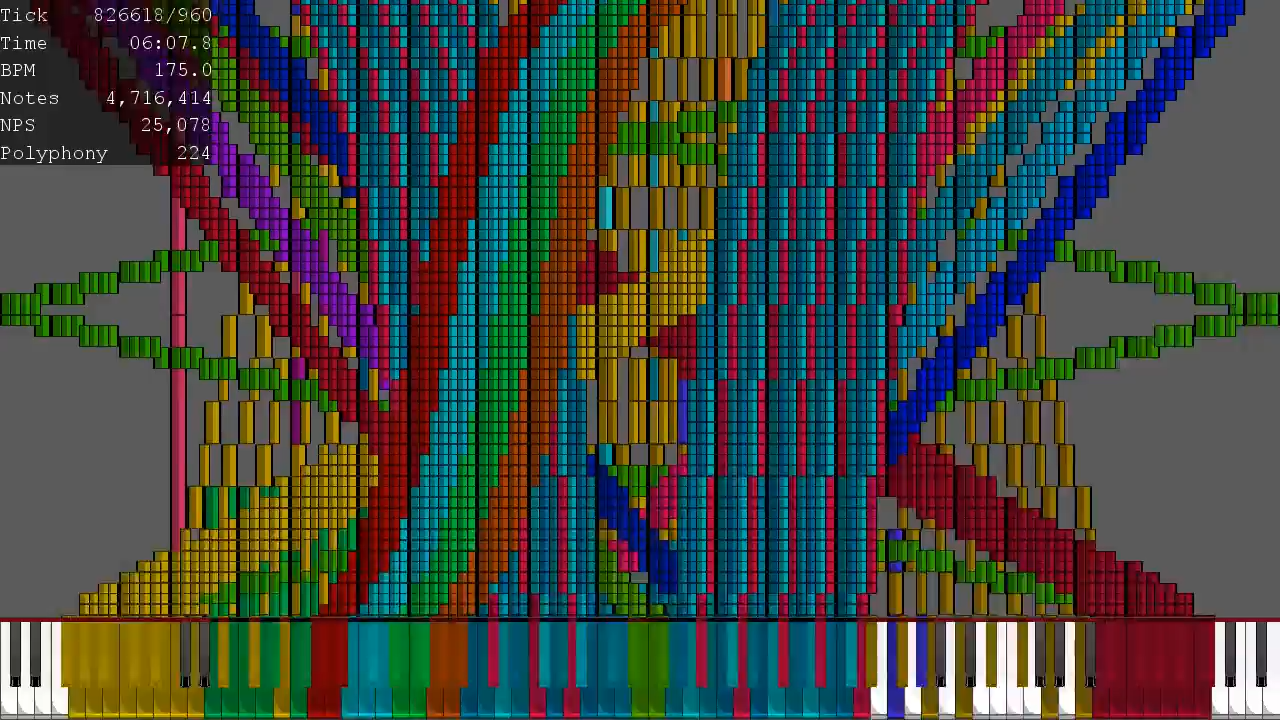 Tick 826618/960
Time 06:07.8
BPM 175.0
Notes 4,716,414
NPS 25,078
Polyphony 224